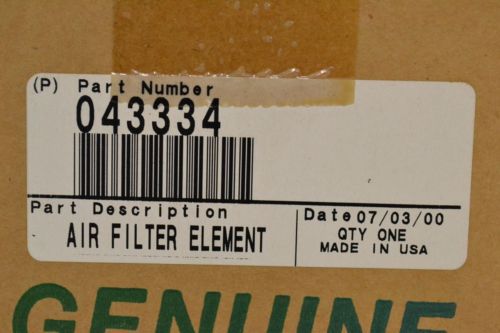 (P) Part Number
043334
Part Description
AIR FILTER ELEMENT
Date 07/03/00
QTY ONE
MADE IN USA
GENUINE